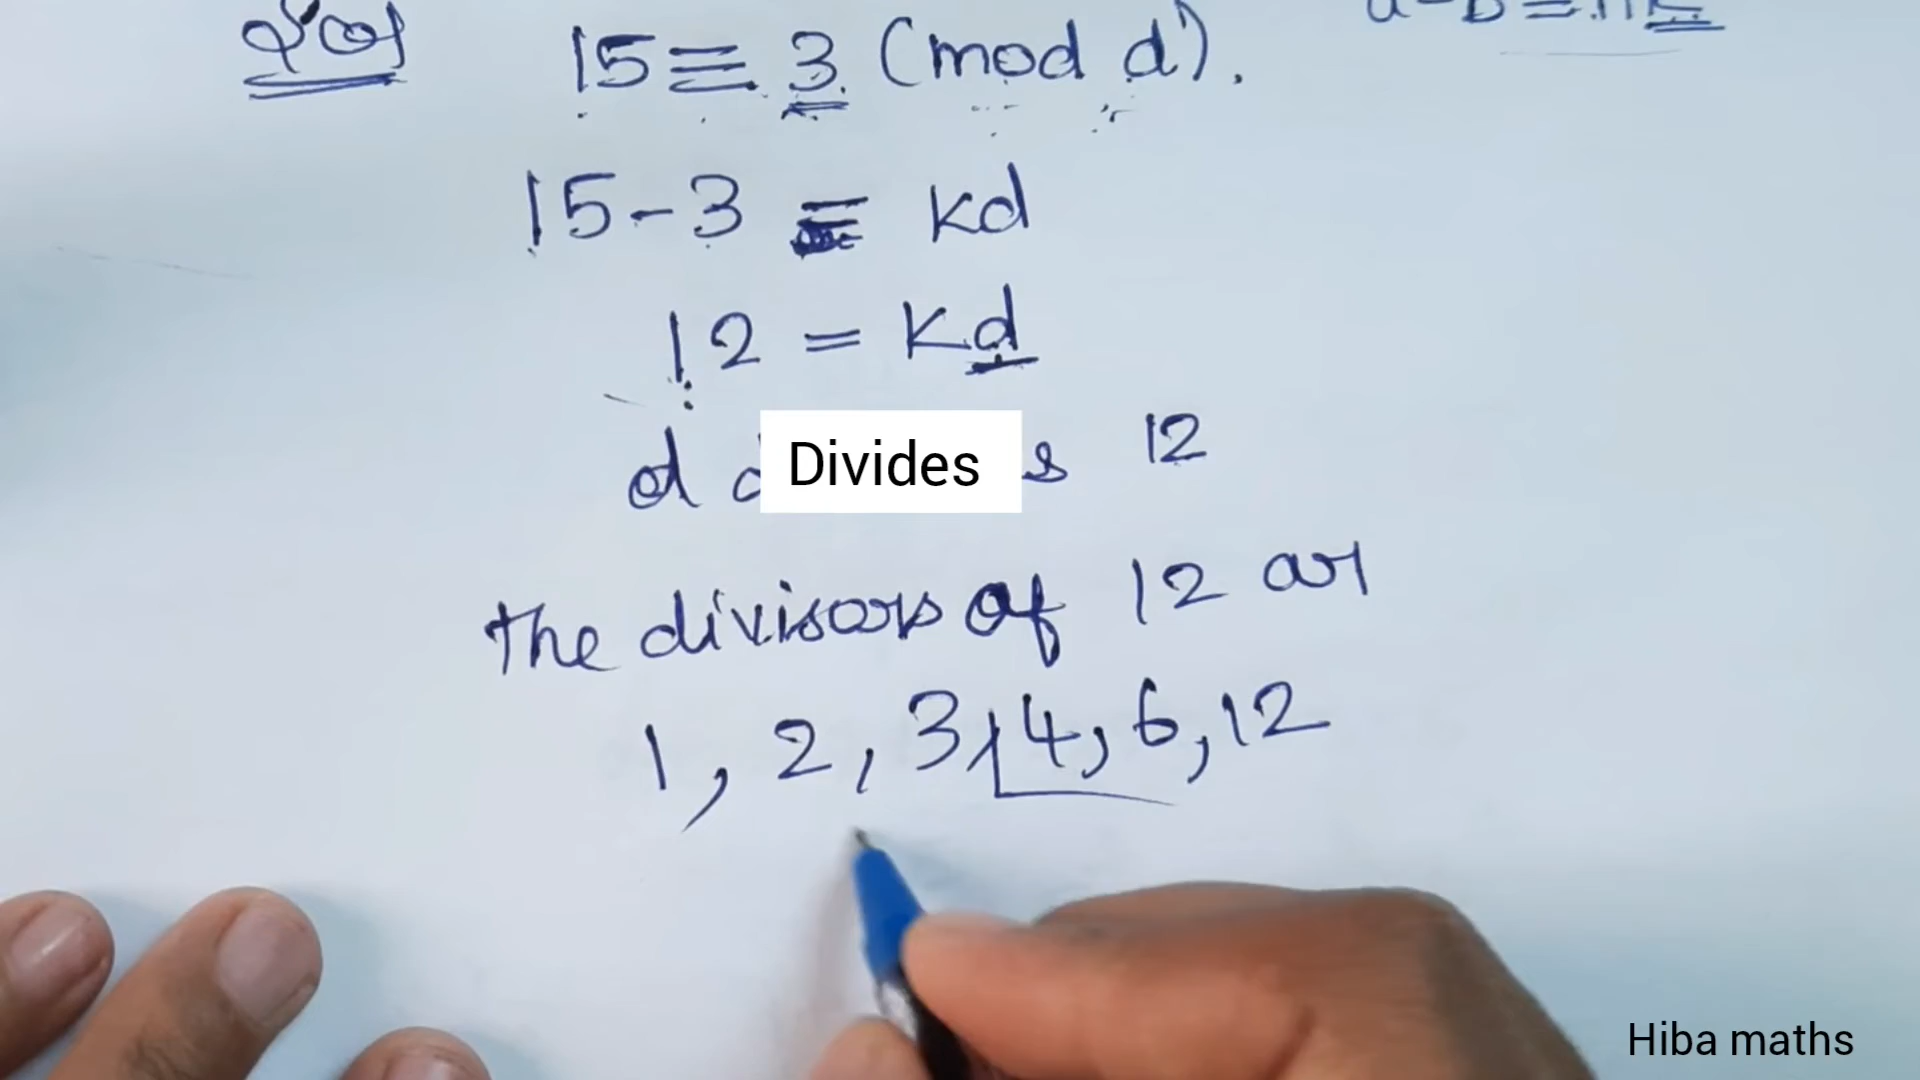 Sol
15 ≡ 3 (mod d).
15-3 = kd
12 = kd
d Divides 12
the divisors of 12 are
1, 2, 3, 4, 6, 12
Hiba maths